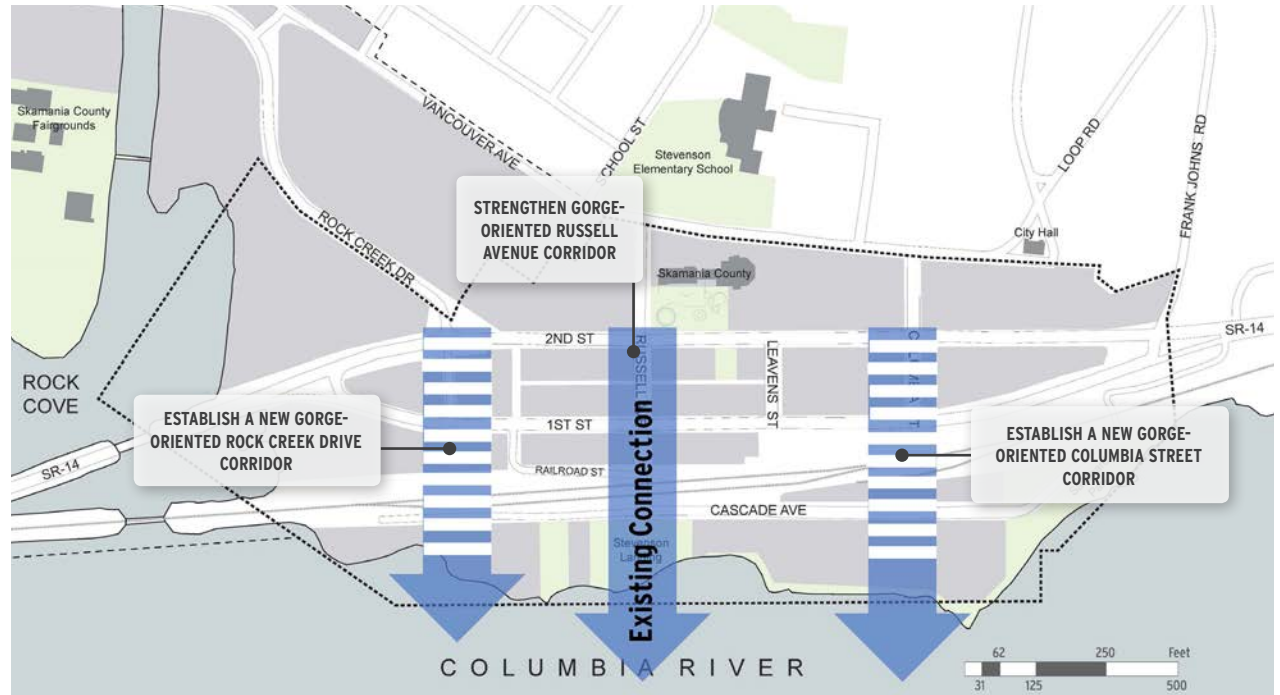 Skamania County
Fairgrounds
VANCOUVER AVE
SCHOOL ST
Stevenson
Elementary School
LOOP RD
FRANK JOHNS RD
City Hall
STRENGTHEN GORGE-
ORIENTED RUSSELL
AVENUE CORRIDOR
ROCK CREEK DR
Skamania County
2ND ST
RUSSELL
LEAVENS ST
SR-14
ROCK
COVE
ESTABLISH A NEW GORGE-
ORIENTED ROCK CREEK DRIVE
CORRIDOR
1ST ST
ESTABLISH A NEW GORGE-
ORIENTED COLUMBIA STREET
CORRIDOR
SR-14
RAILROAD ST
CASCADE AVE
Existing Connection
Stevenson
Landing
COLUMBIA RIVER
62 250 Feet
31 125 500